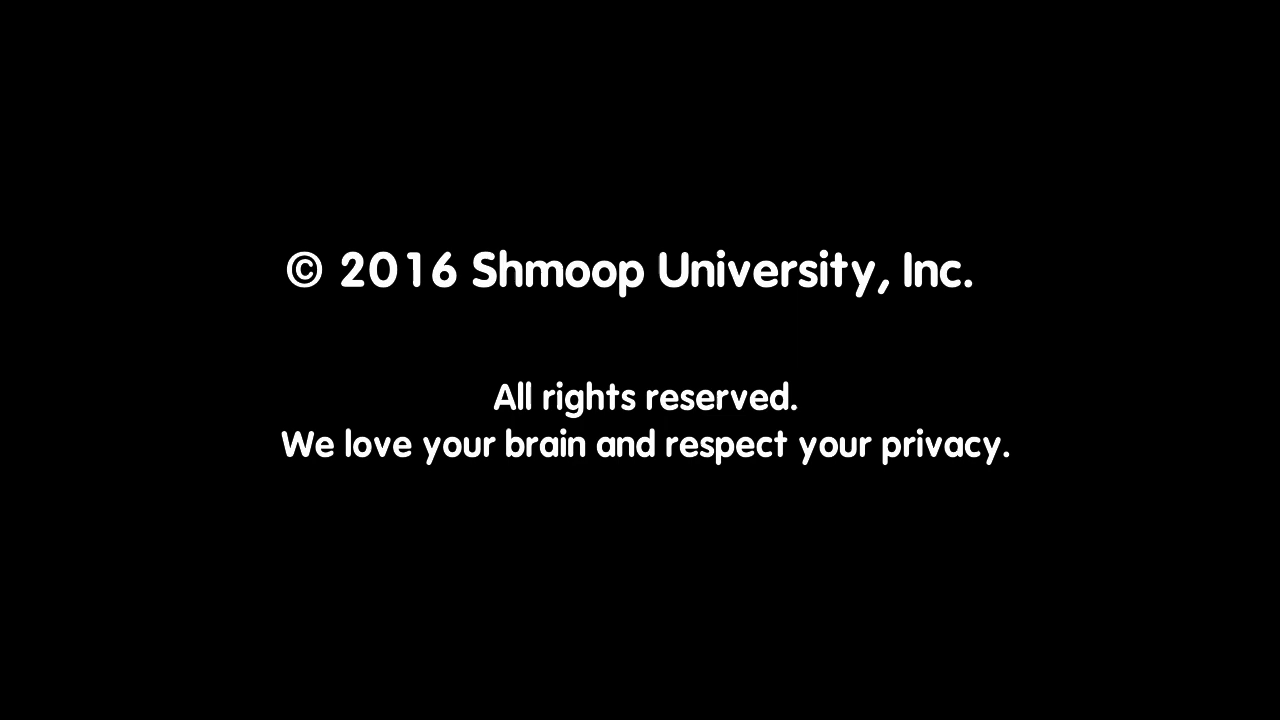 © 2016 Shmoop University, Inc.
All rights reserved.
We love your brain and respect your privacy.